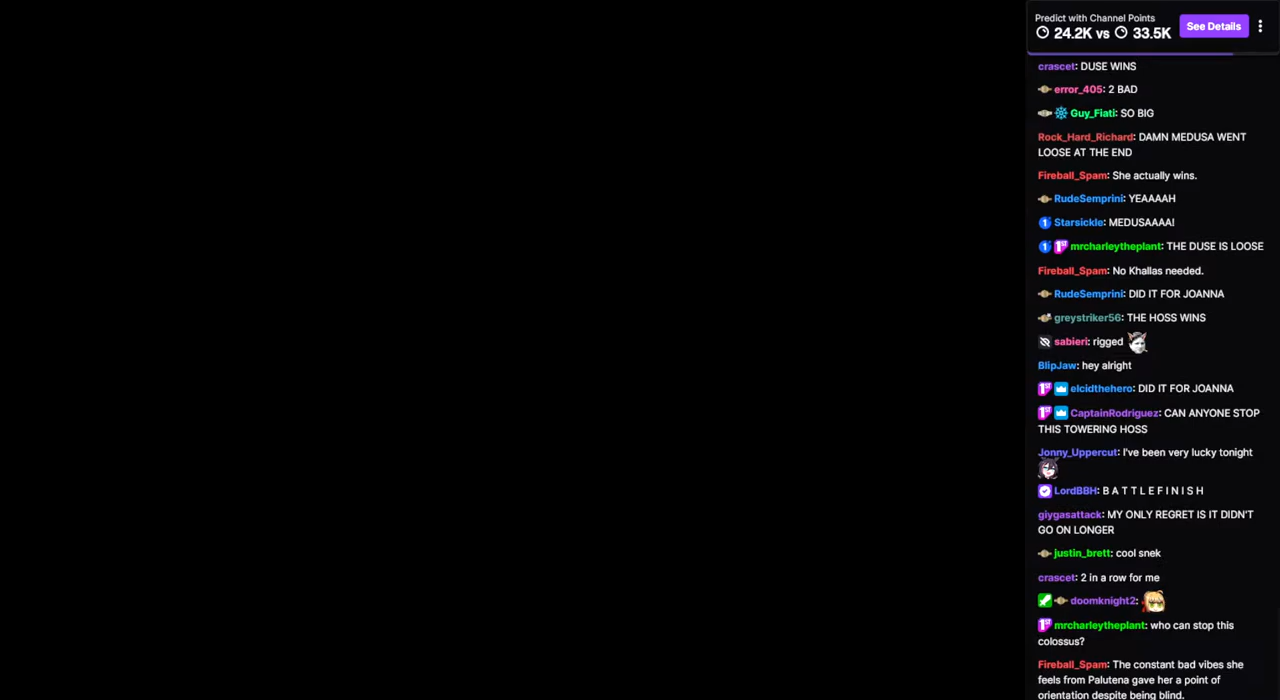 Predict with Channel Points
24.2K vs 33.5K
See Details
crascet: DUSE WINS
error_405: 2 BAD
Guy_Fiati: SO BIG
Rock_Hard_Richard: DAMN MEDUSA WENT
LOOSE AT THE END
Fireball_Spam: She actually wins.
RudeSemprini: YEAAAAH
Starsickle: MEDUSAAAA!
mrcharleytheplant: THE DUSE IS LOOSE
Fireball_Spam: No Khallas needed.
RudeSemprini: DID IT FOR JOANNA
greystriker56: THE HOSS WINS
sabieri: rigged
BlipJaw: hey alright
elcidthehero: DID IT FOR JOANNA
CaptainRodriguez: CAN ANYONE STOP
THIS TOWERING HOSS
Jonny_Uppercut: I've been very lucky tonight
LordBBH: B A T T L E F I N I S H
giygasattack: MY ONLY REGRET IS IT DIDN'T
GO ON LONGER
justin_brett: cool snek
crascet: 2 in a row for me
doomknight2:
mrcharleytheplant: who can stop this
colossus?
Fireball_Spam: The constant bad vibes she
feels from Palutena gave her a point of
orientation despite being blind.